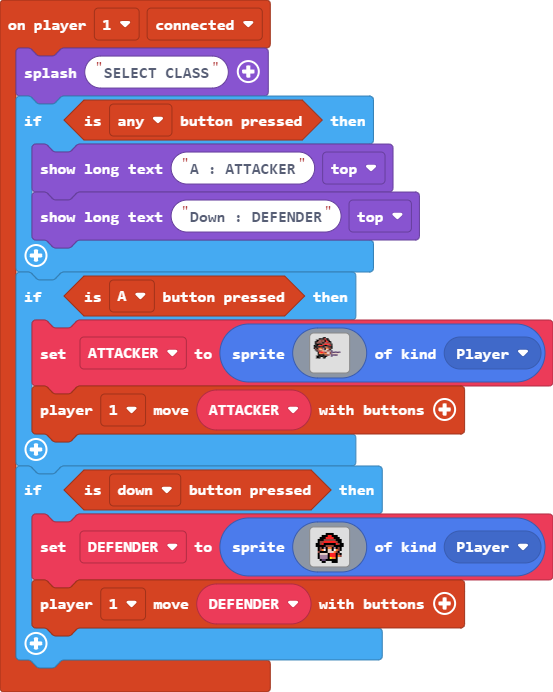 on player 1 connected
splash "SELECT CLASS"
if is any button pressed then
show long text "A : ATTACKER" top
show long text "Down : DEFENDER" top
if is A button pressed then
set ATTACKER to sprite of kind Player
player 1 move ATTACKER with buttons
if is down button pressed then
set DEFENDER to sprite of kind Player
player 1 move DEFENDER with buttons